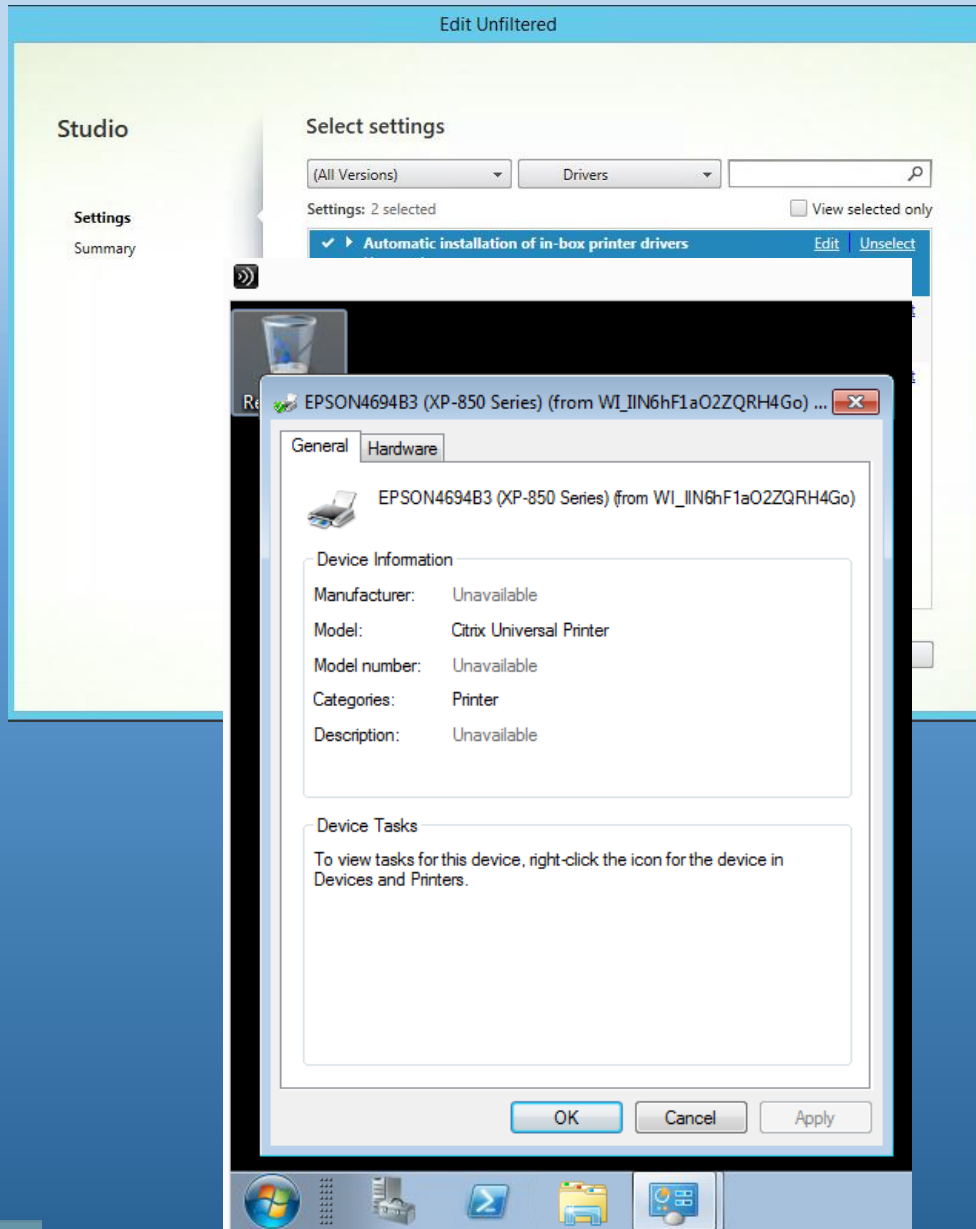 Edit Unfiltered
Studio
Settings
Summary
Select settings
(All Versions) Drivers
Settings: 2 selected View selected only
Automatic installation of in-box printer drivers Edit Unselect
EPSON4694B3 (XP-850 Series) (from WI_IIN6hF1aO2ZQRH4Go) ...
General Hardware
EPSON4694B3 (XP-850 Series) (from WI_IIN6hF1aO2ZQRH4Go)
Device Information
Manufacturer: Unavailable
Model: Citrix Universal Printer
Model number: Unavailable
Categories: Printer
Description: Unavailable
Device Tasks
To view tasks for this device, right-click the icon for the device in
Devices and Printers.
OK Cancel Apply